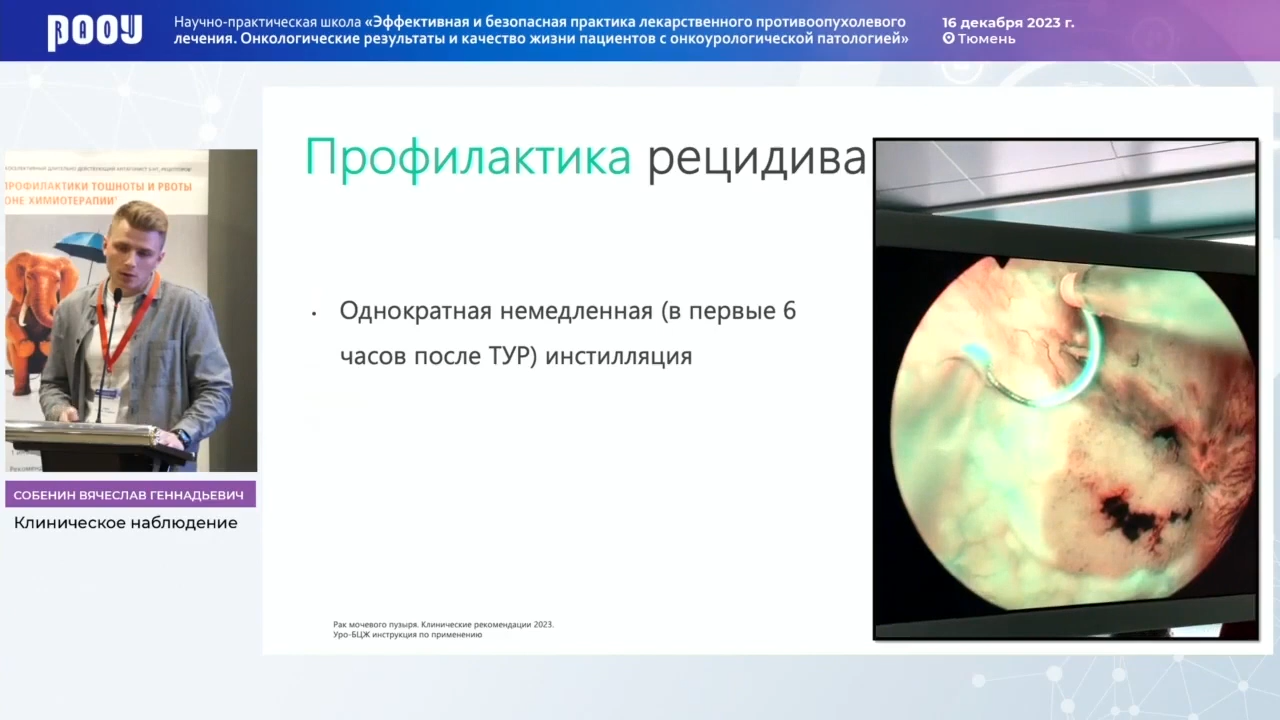 РООУ
Научно-практическая школа «Эффективная и безопасная практика лекарственного противоопухолевого
лечения. Онкологические результаты и качество жизни пациентов с онкоурологической патологией»
16 декабря 2023 г.
Тюмень
ПРОФИЛАКТИКИ ТОШНОТЫ И РВОТЫ
ОНЕ ХИМИОТЕРАПИИ
СОБЕНИН ВЯЧЕСЛАВ ГЕННАДЬЕВИЧ
Клиническое наблюдение
Профилактика рецидива
• Однократная немедленная (в первые 6
часов после ТУР) инстилляция
Рак мочевого пузыря. Клинические рекомендации 2023.
Уро-БЦЖ инструкция по применению